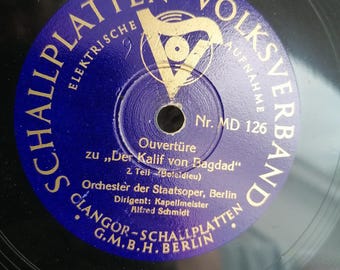 SCHALLPLATTEN VOLKSVERBAND
ELEKTRISCHE AUFNAHME
Nr. MD 126
Ouvertüre
zu „Der Kalif von Bagdad"
2. Teil -(Boieldieu)
Orchester der Staatsoper, Berlin
Dirigent: Kapellmeister
Alfred Schmidt
CLANGOR-SCHALLPLATTEN
G.M.B.H. BERLIN